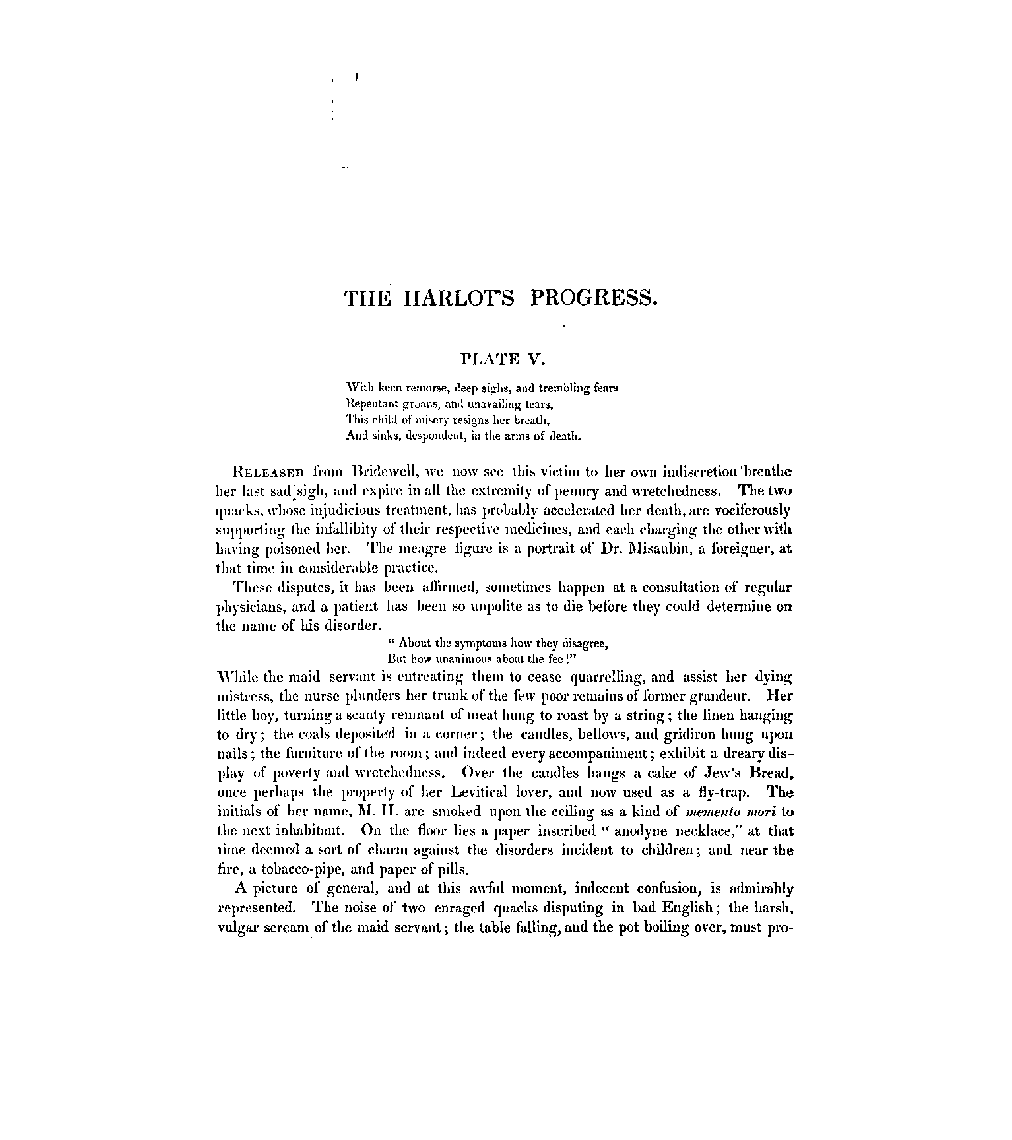 THE HARLOT'S PROGRESS.
PLATE V.
With keen remorse, deep sighs, and trembling fears
Repentant groans, and unavailing tears,
This child of misery resigns her breath,
And sinks, despondent, in the arms of death.
RELEASED from Bridewell, we now see this victim to her own indiscretion breathe
her last sad sigh, and expire in all the extremity of penury and wretchedness. The two
quacks, whose injudicious treatment, has probably accelerated her death, are vociferously
supporting the infallibity of their respective medicines, and each charging the other with
having poisoned her. The meagre figure is a portrait of Dr. Misaubin, a foreigner, at
that time in considerable practice.
These disputes, it has been affirmed, sometimes happen at a consultation of regular
physicians, and a patient has been so unpolite as to die before they could determine on
the name of his disorder.
" About the symptoms how they disagree,
But how unanimous about the fee!"
While the maid servant is entreating them to cease quarrelling, and assist her dying
mistress, the nurse plunders her trunk of the few poor remains of former grandeur. Her
little boy, turning a scanty remnant of meat hung to roast by a string; the linen hanging
to dry; the coals deposited in a corner; the candles, bellows, and gridiron hung upon
nails; the furniture of the room; and indeed every accompaniment; exhibit a dreary dis-
play of poverty and wretchedness. Over the candles hangs a cake of Jew's Bread,
once perhaps the property of her Levitical lover, and now used as a fly-trap. The
initials of her name, M. H. are smoked upon the ceiling as a kind of memento mori to
the next inhabitant. On the floor lies a paper inscribed " anodyne necklace," at that
time deemed a sort of charm against the disorders incident to children; and near the
fire, a tobacco-pipe, and paper of pills.
A picture of general, and at this awful moment, indecent confusion, is admirably
represented. The noise of two enraged quacks disputing in bad English; the harsh,
vulgar scream of the maid servant; the table falling, and the pot boiling over, must pro-